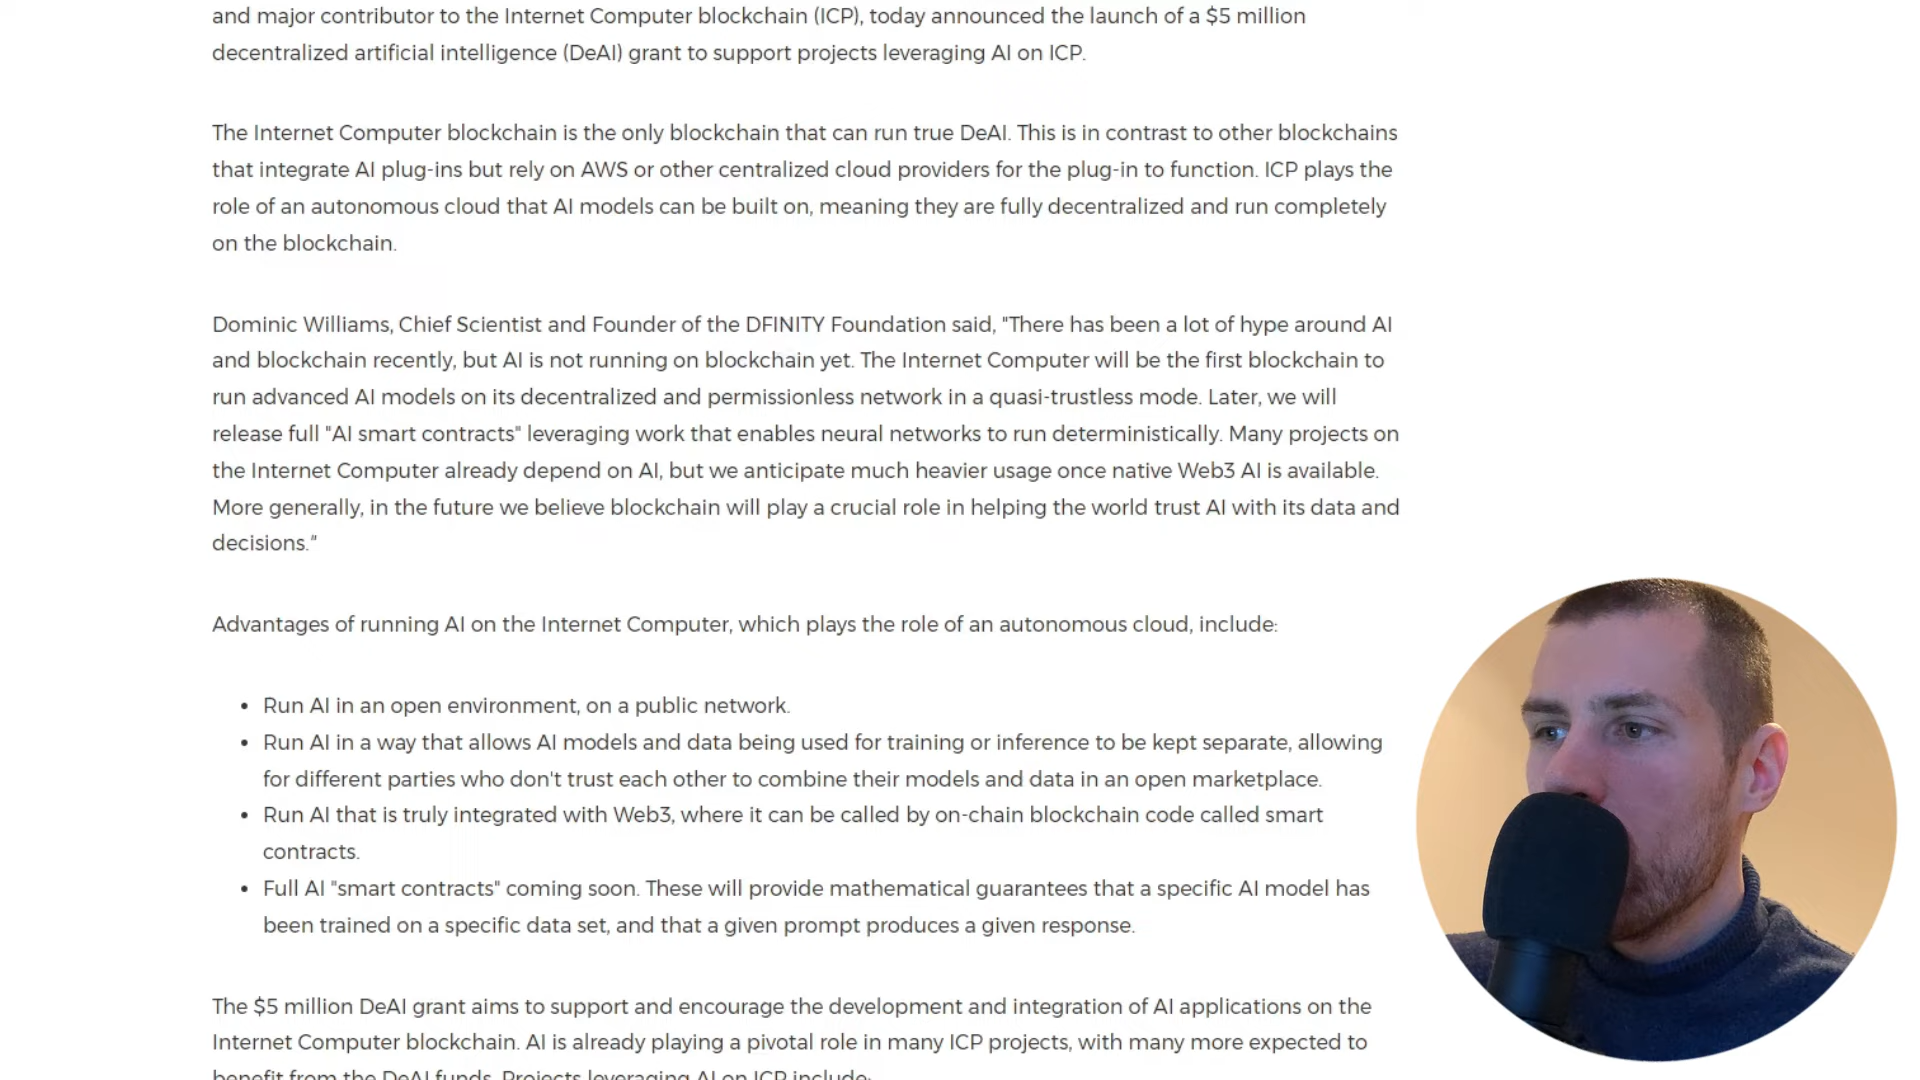 and major contributor to the Internet Computer blockchain (ICP), today announced the launch of a $5 million
decentralized artificial intelligence (DeAI) grant to support projects leveraging AI on ICP.
The Internet Computer blockchain is the only blockchain that can run true DeAI. This is in contrast to other blockchains
that integrate AI plug-ins but rely on AWS or other centralized cloud providers for the plug-in to function. ICP plays the
role of an autonomous cloud that AI models can be built on, meaning they are fully decentralized and run completely
on the blockchain.
Dominic Williams, Chief Scientist and Founder of the DFINITY Foundation said, "There has been a lot of hype around AI
and blockchain recently, but AI is not running on blockchain yet. The Internet Computer will be the first blockchain to
run advanced AI models on its decentralized and permissionless network in a quasi-trustless mode. Later, we will
release full "AI smart contracts" leveraging work that enables neural networks to run deterministically. Many projects on
the Internet Computer already depend on AI, but we anticipate much heavier usage once native Web3 AI is available.
More generally, in the future we believe blockchain will play a crucial role in helping the world trust AI with its data and
decisions."
Advantages of running AI on the Internet Computer, which plays the role of an autonomous cloud, include:
• Run AI in an open environment, on a public network.
• Run AI in a way that allows AI models and data being used for training or inference to be kept separate, allowing
for different parties who don't trust each other to combine their models and data in an open marketplace.
• Run AI that is truly integrated with Web3, where it can be called by on-chain blockchain code called smart
contracts.
• Full AI "smart contracts" coming soon. These will provide mathematical guarantees that a specific AI model has
been trained on a specific data set, and that a given prompt produces a given response.
The $5 million DeAI grant aims to support and encourage the development and integration of AI applications on the
Internet Computer blockchain. AI is already playing a pivotal role in many ICP projects, with many more expected to
benefit from the DeAI funds. Projects leveraging AI on ICP include: